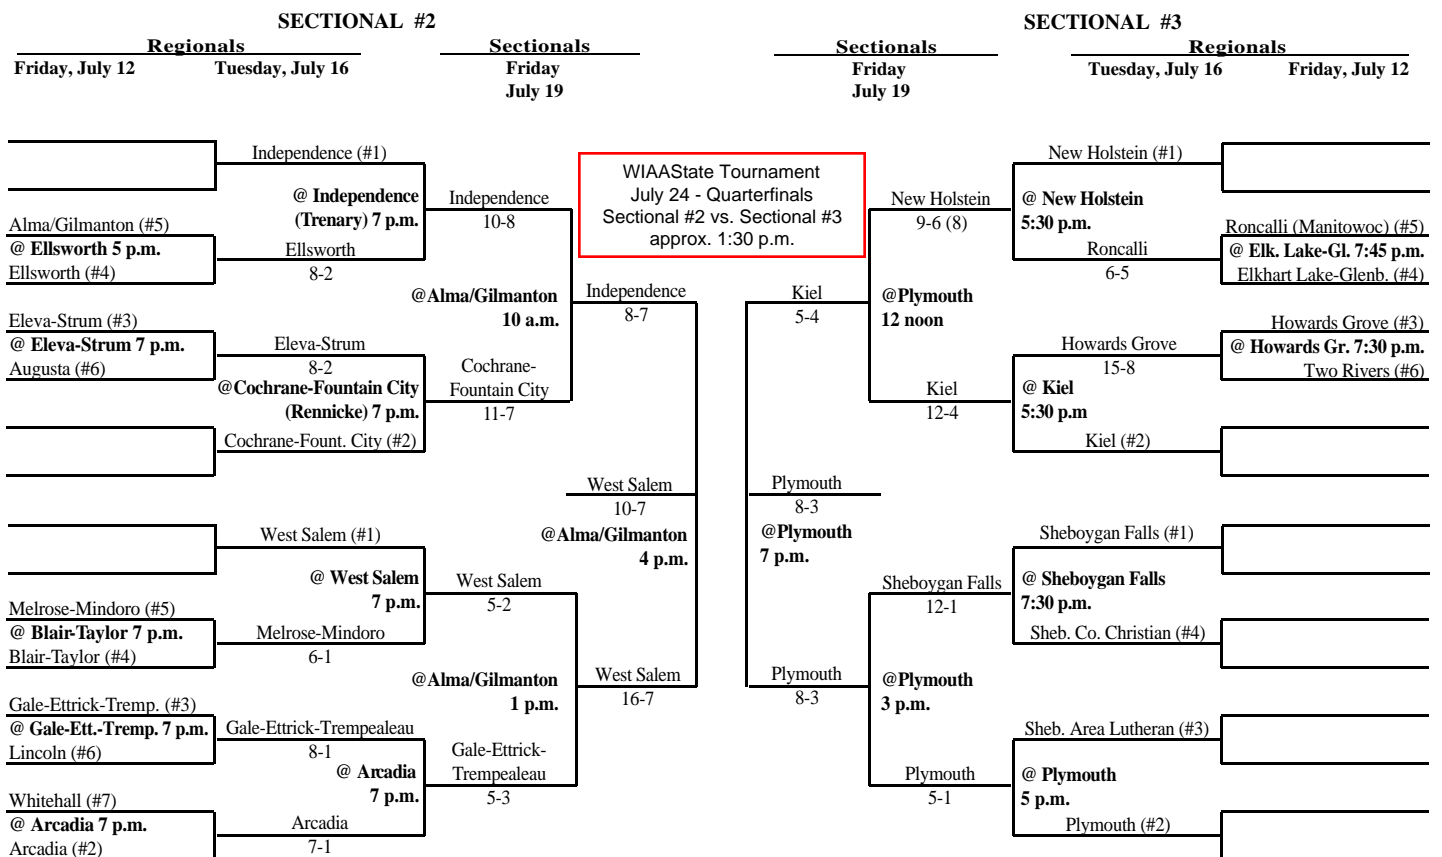 SECTIONAL #2
SECTIONAL #3
Regionals
Sectionals
Sectionals
Regionals
Friday, July 12
Tuesday, July 16
Friday
July 19
Friday
July 19
Tuesday, July 16
Friday, July 12
WIAAState Tournament
July 24 - Quarterfinals
Sectional #2 vs. Sectional #3
approx. 1:30 p.m.
Independence (#1)
@ Independence
(Trenary) 7 p.m.
Independence
10-8
Alma/Gilmanton (#5)
@ Ellsworth 5 p.m.
Ellsworth (#4)
Ellsworth
8-2
@Alma/Gilmanton
10 a.m.
Independence
8-7
Eleva-Strum (#3)
@ Eleva-Strum 7 p.m.
Augusta (#6)
Eleva-Strum
8-2
@Cochrane-Fountain City
(Rennicke) 7 p.m.
Cochrane-
Fountain City
11-7
Cochrane-Fount. City (#2)
West Salem
10-7
@Alma/Gilmanton
4 p.m.
West Salem (#1)
@ West Salem
7 p.m.
West Salem
5-2
Melrose-Mindoro (#5)
@ Blair-Taylor 7 p.m.
Blair-Taylor (#4)
Melrose-Mindoro
6-1
@Alma/Gilmanton
1 p.m.
West Salem
16-7
Gale-Ettrick-Tremp. (#3)
@ Gale-Ett.-Tremp. 7 p.m.
Lincoln (#6)
Gale-Ettrick-Trempealeau
8-1
@ Arcadia
7 p.m.
Gale-Ettrick-
Trempealeau
5-3
Whitehall (#7)
@ Arcadia 7 p.m.
Arcadia (#2)
Arcadia
7-1
New Holstein (#1)
New Holstein
9-6 (8)
@ New Holstein
5:30 p.m.
Roncalli (Manitowoc) (#5)
@ Elk. Lake-Gl. 7:45 p.m.
Elkhart Lake-Glenb. (#4)
Roncalli
6-5
Kiel
5-4
@Plymouth
12 noon
Howards Grove (#3)
@ Howards Gr. 7:30 p.m.
Two Rivers (#6)
Howards Grove
15-8
Kiel
12-4
@ Kiel
5:30 p.m
Kiel (#2)
Plymouth
8-3
@Plymouth
7 p.m.
Sheboygan Falls (#1)
Sheboygan Falls
12-1
@ Sheboygan Falls
7:30 p.m.
Sheb. Co. Christian (#4)
Plymouth
8-3
@Plymouth
3 p.m.
Sheb. Area Lutheran (#3)
Plymouth
5-1
@ Plymouth
5 p.m.
Plymouth (#2)